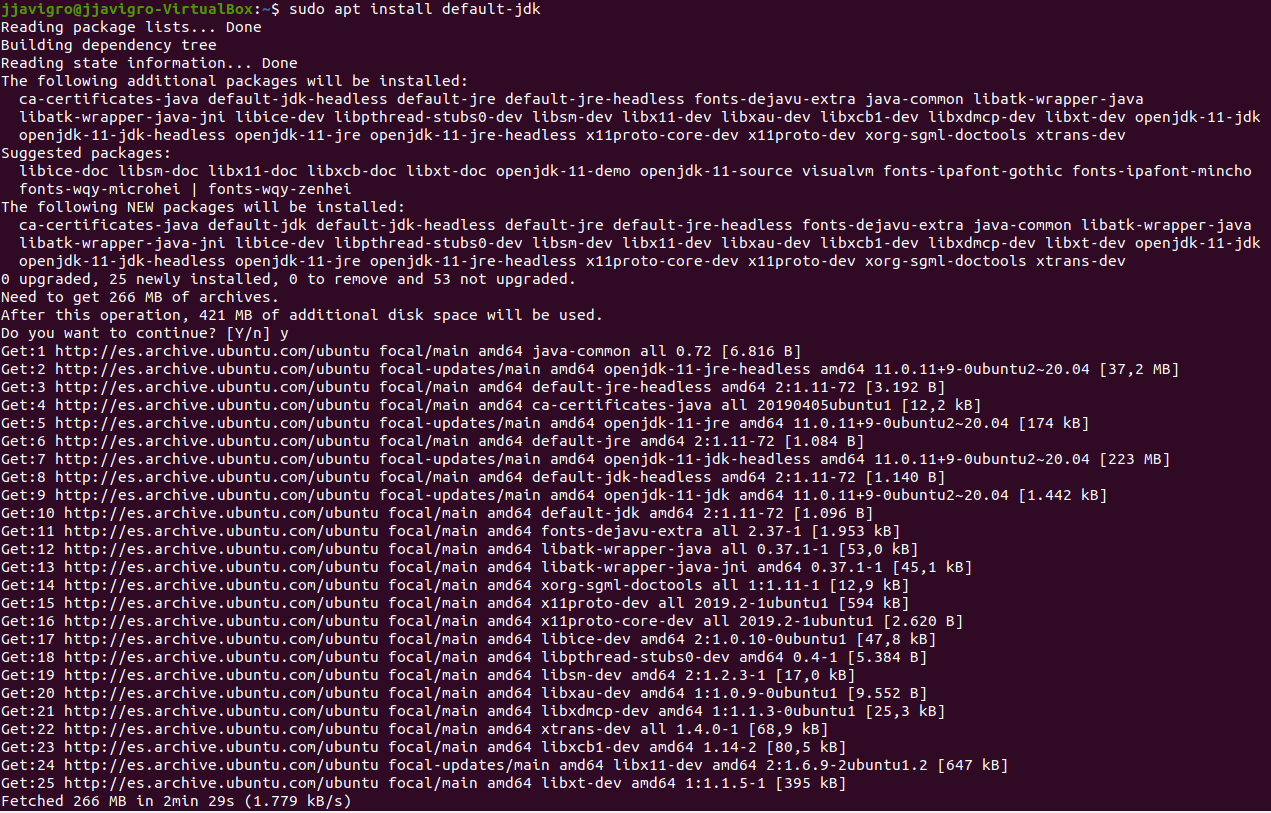 jjavigro@jjavigro-VirtualBox:~$ sudo apt install default-jdk
Reading package lists... Done
Building dependency tree
Reading state information... Done
The following additional packages will be installed:
  ca-certificates-java default-jdk-headless default-jre default-jre-headless fonts-dejavu-extra java-common libatk-wrapper-java
  libatk-wrapper-java-jni libice-dev libpthread-stubs0-dev libsm-dev libx11-dev libxau-dev libxcb1-dev libxdmcp-dev libxt-dev openjdk-11-jdk
  openjdk-11-jdk-headless openjdk-11-jre openjdk-11-jre-headless x11proto-core-dev x11proto-dev xorg-sgml-doctools xtrans-dev
Suggested packages:
  libice-doc libsm-doc libx11-doc libxcb-doc libxt-doc openjdk-11-demo openjdk-11-source visualvm fonts-ipafont-gothic fonts-ipafont-mincho
  fonts-wqy-microhei | fonts-wqy-zenhei
The following NEW packages will be installed:
  ca-certificates-java default-jdk default-jdk-headless default-jre default-jre-headless fonts-dejavu-extra java-common libatk-wrapper-java
  libatk-wrapper-java-jni libice-dev libpthread-stubs0-dev libsm-dev libx11-dev libxau-dev libxcb1-dev libxdmcp-dev libxt-dev openjdk-11-jdk
  openjdk-11-jdk-headless openjdk-11-jre openjdk-11-jre-headless x11proto-core-dev x11proto-dev xorg-sgml-doctools xtrans-dev
0 upgraded, 25 newly installed, 0 to remove and 53 not upgraded.
Need to get 266 MB of archives.
After this operation, 421 MB of additional disk space will be used.
Do you want to continue? [Y/n] y
Get:1 http://es.archive.ubuntu.com/ubuntu focal/main amd64 java-common all 0.72 [6.816 B]
Get:2 http://es.archive.ubuntu.com/ubuntu focal-updates/main amd64 openjdk-11-jre-headless amd64 11.0.11+9-0ubuntu2~20.04 [37,2 MB]
Get:3 http://es.archive.ubuntu.com/ubuntu focal/main amd64 default-jre-headless amd64 2:1.11-72 [3.192 B]
Get:4 http://es.archive.ubuntu.com/ubuntu focal/main amd64 ca-certificates-java all 20190405ubuntu1 [12,2 kB]
Get:5 http://es.archive.ubuntu.com/ubuntu focal-updates/main amd64 openjdk-11-jre amd64 11.0.11+9-0ubuntu2~20.04 [174 kB]
Get:6 http://es.archive.ubuntu.com/ubuntu focal/main amd64 default-jre amd64 2:1.11-72 [1.084 B]
Get:7 http://es.archive.ubuntu.com/ubuntu focal-updates/main amd64 openjdk-11-jdk-headless amd64 11.0.11+9-0ubuntu2~20.04 [223 MB]
Get:8 http://es.archive.ubuntu.com/ubuntu focal/main amd64 default-jdk-headless amd64 2:1.11-72 [1.140 B]
Get:9 http://es.archive.ubuntu.com/ubuntu focal-updates/main amd64 openjdk-11-jdk amd64 11.0.11+9-0ubuntu2~20.04 [1.442 kB]
Get:10 http://es.archive.ubuntu.com/ubuntu focal/main amd64 default-jdk amd64 2:1.11-72 [1.096 B]
Get:11 http://es.archive.ubuntu.com/ubuntu focal/main amd64 fonts-dejavu-extra all 2.37-1 [1.953 kB]
Get:12 http://es.archive.ubuntu.com/ubuntu focal/main amd64 libatk-wrapper-java all 0.37.1-1 [53,0 kB]
Get:13 http://es.archive.ubuntu.com/ubuntu focal/main amd64 libatk-wrapper-java-jni amd64 0.37.1-1 [45,1 kB]
Get:14 http://es.archive.ubuntu.com/ubuntu focal/main amd64 xorg-sgml-doctools all 1:1.11-1 [12,9 kB]
Get:15 http://es.archive.ubuntu.com/ubuntu focal/main amd64 x11proto-dev all 2019.2-1ubuntu1 [594 kB]
Get:16 http://es.archive.ubuntu.com/ubuntu focal/main amd64 x11proto-core-dev all 2019.2-1ubuntu1 [2.620 B]
Get:17 http://es.archive.ubuntu.com/ubuntu focal/main amd64 libice-dev amd64 2:1.0.10-0ubuntu1 [47,8 kB]
Get:18 http://es.archive.ubuntu.com/ubuntu focal/main amd64 libpthread-stubs0-dev amd64 0.4-1 [5.384 B]
Get:19 http://es.archive.ubuntu.com/ubuntu focal/main amd64 libsm-dev amd64 2:1.2.3-1 [17,0 kB]
Get:20 http://es.archive.ubuntu.com/ubuntu focal/main amd64 libxau-dev amd64 1:1.0.9-0ubuntu1 [9.552 B]
Get:21 http://es.archive.ubuntu.com/ubuntu focal/main amd64 libxdmcp-dev amd64 1:1.1.3-0ubuntu1 [25,3 kB]
Get:22 http://es.archive.ubuntu.com/ubuntu focal/main amd64 xtrans-dev all 1.4.0-1 [68,9 kB]
Get:23 http://es.archive.ubuntu.com/ubuntu focal/main amd64 libxcb1-dev amd64 1.14-2 [80,5 kB]
Get:24 http://es.archive.ubuntu.com/ubuntu focal-updates/main amd64 libx11-dev amd64 2:1.6.9-2ubuntu1.2 [647 kB]
Get:25 http://es.archive.ubuntu.com/ubuntu focal/main amd64 libxt-dev amd64 1:1.1.5-1 [395 kB]
Fetched 266 MB in 2min 29s (1.779 kB/s)